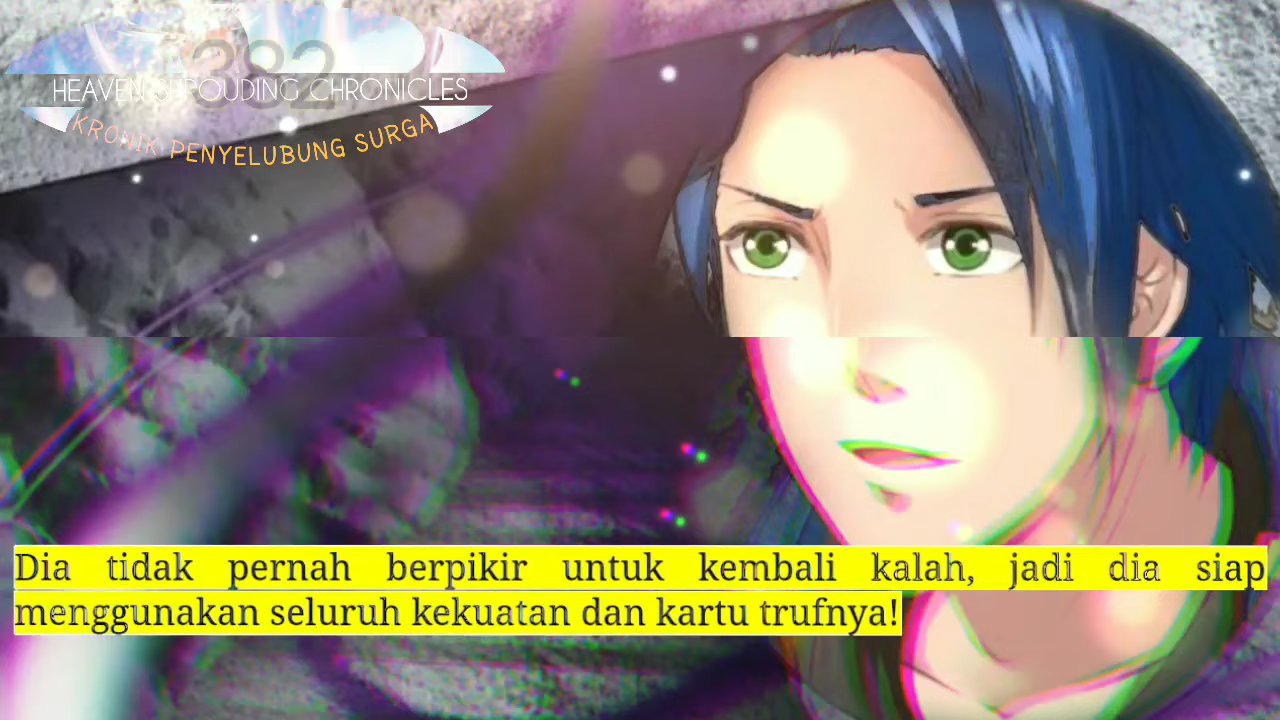 1382
HEAVEN SHROUDING CHRONICLES
KRONIK PENYELUBUNG SURGA
Dia tidak pernah berpikir untuk kembali kalah, jadi dia siap
menggunakan seluruh kekuatan dan kartu trufnya!